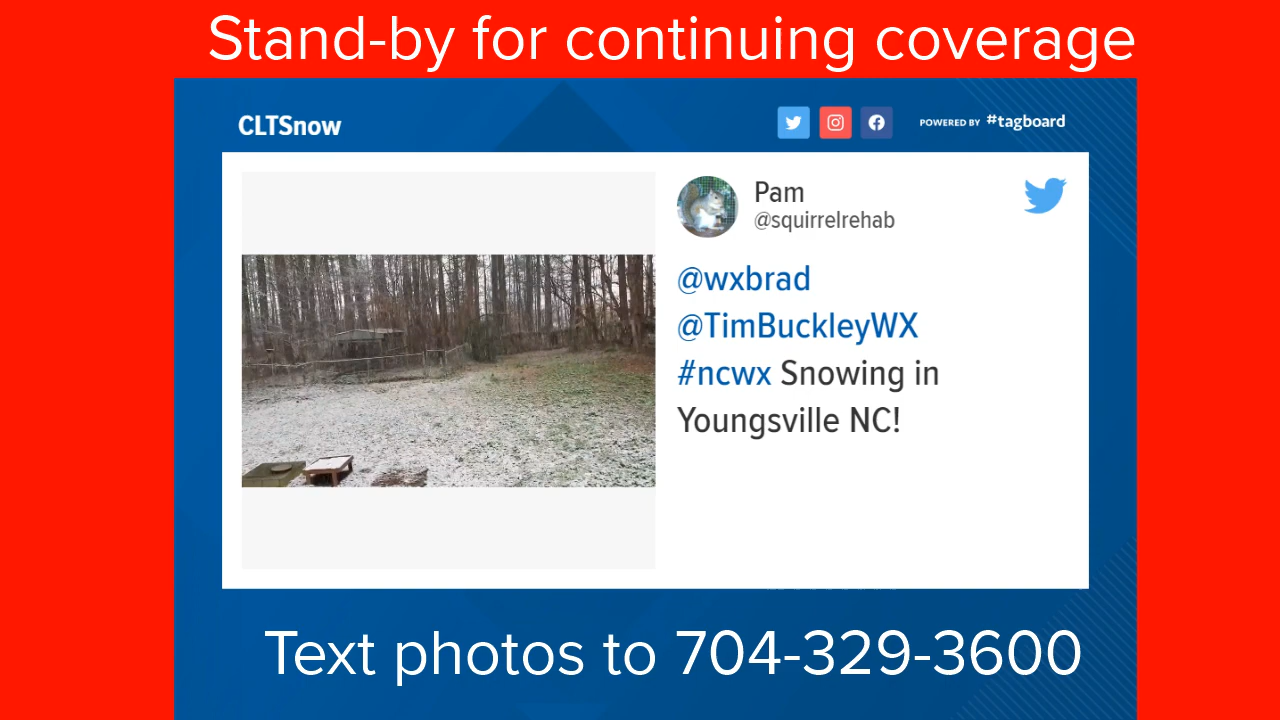 Stand-by for continuing coverage
CLTSnow
POWERED BY #tagboard
Pam
@squirrelrehab
@wxbrad
@TimBuckleyWX
#ncwx Snowing in
Youngsville NC!
Text photos to 704-329-3600